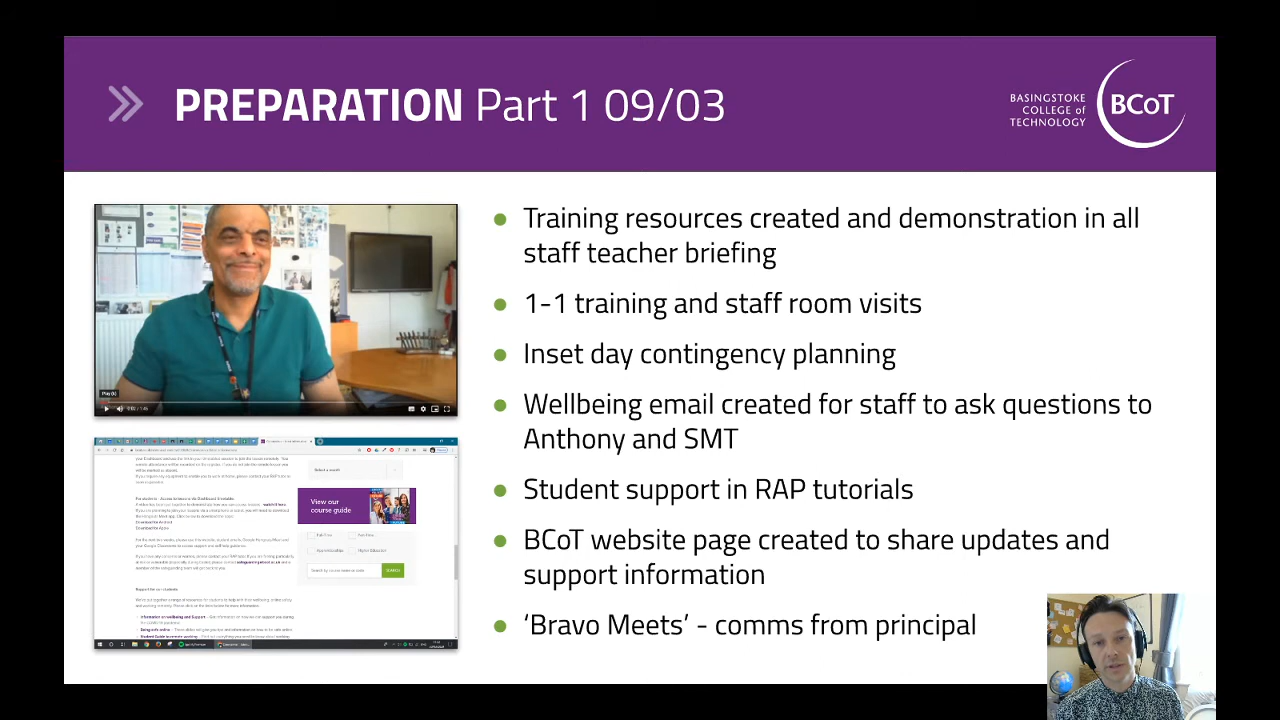 PREPARATION Part 1 09/03
BASINGSTOKE
COLLEGE of
TECHNOLOGY
BCoT
Training resources created and demonstration in all
staff teacher briefing
1-1 training and staff room visits
Inset day contingency planning
Wellbeing email created for staff to ask questions to
Anthony and SMT
Student support in RAP tutorials
BCoT website page created to share updates and
support information
‘Bravo Meets’ - comms from principal
Play (k)
View our
course guide
SEARCH